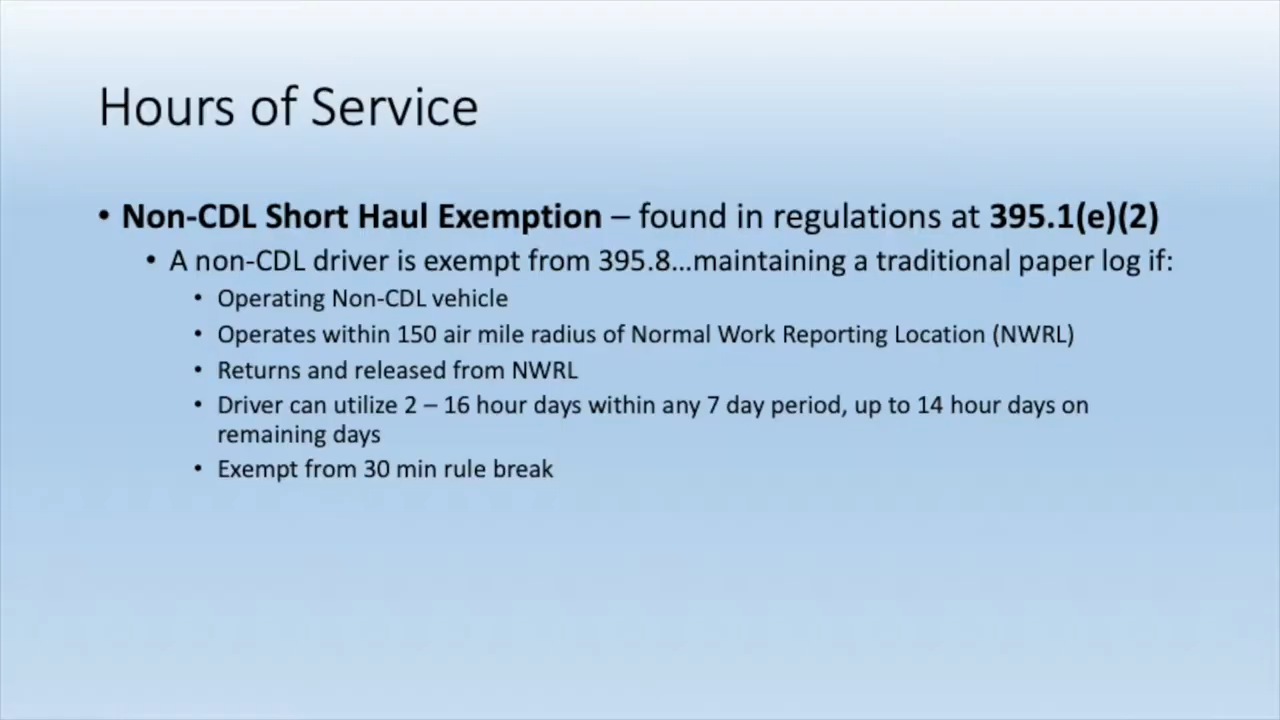 Hours of Service
• Non-CDL Short Haul Exemption – found in regulations at 395.1(e)(2)
• A non-CDL driver is exempt from 395.8…maintaining a traditional paper log if:
• Operating Non-CDL vehicle
• Operates within 150 air mile radius of Normal Work Reporting Location (NWRL)
• Returns and released from NWRL
• Driver can utilize 2 – 16 hour days within any 7 day period, up to 14 hour days on
remaining days
• Exempt from 30 min rule break